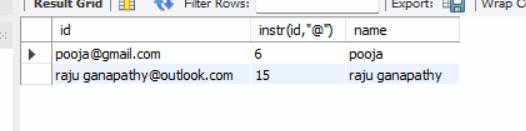 Result Grid Filter Rows: Export: Wrap C
id instr(id,"@") name
pooja@gmail.com 6 pooja
raju ganapathy@outlook.com 15 raju ganapathy